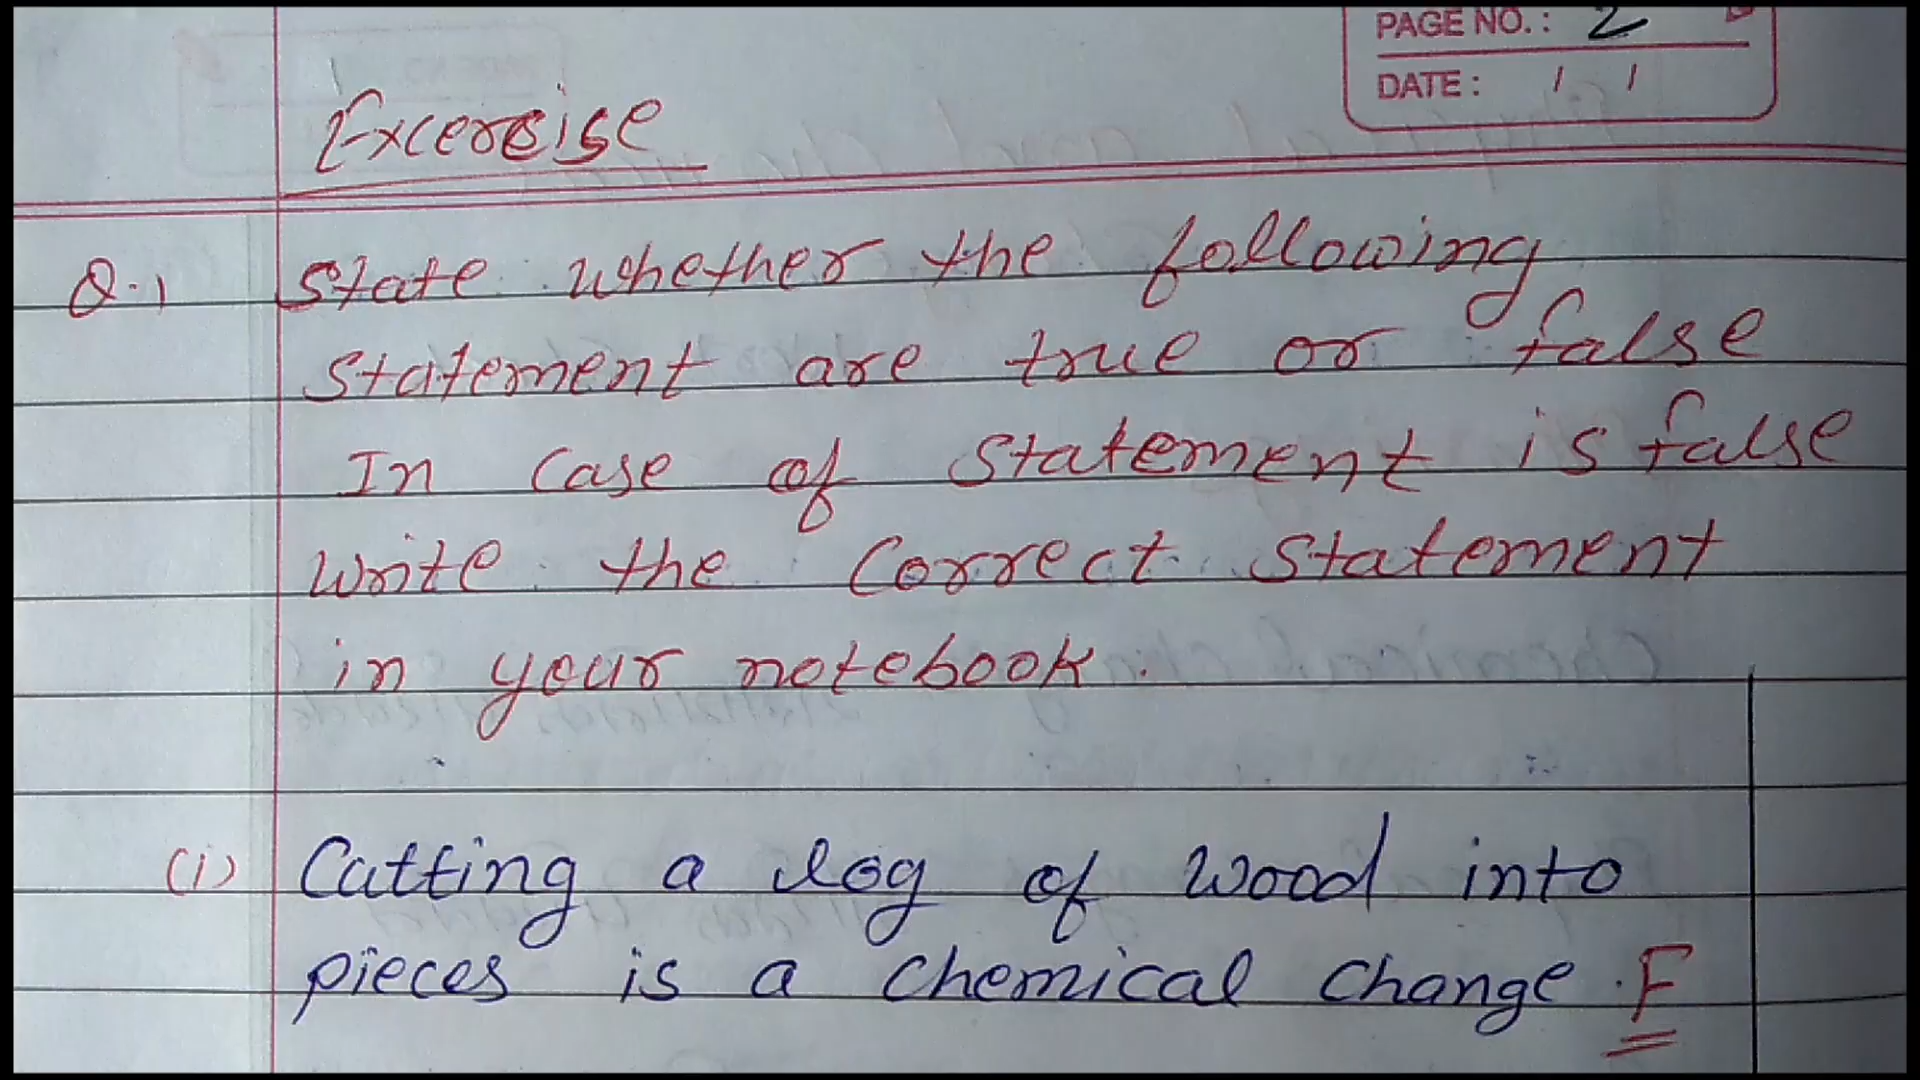 PAGE NO.: 2
DATE: / /
Excercise
Q.1 State whether the following
Statement are true or false
In Case of Statement is false
write the Correct Statement
in your notebook.
(i) Cutting a log of wood into
pieces is a chemical change. F